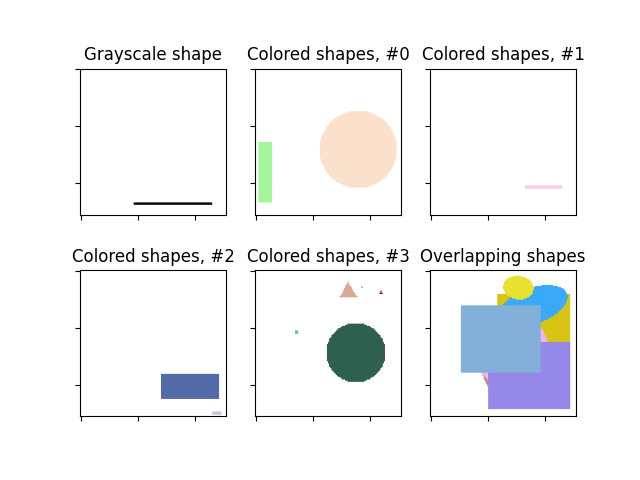 Grayscale shape
Colored shapes, #0
Colored shapes, #1
Colored shapes, #2
Colored shapes, #3
Overlapping shapes